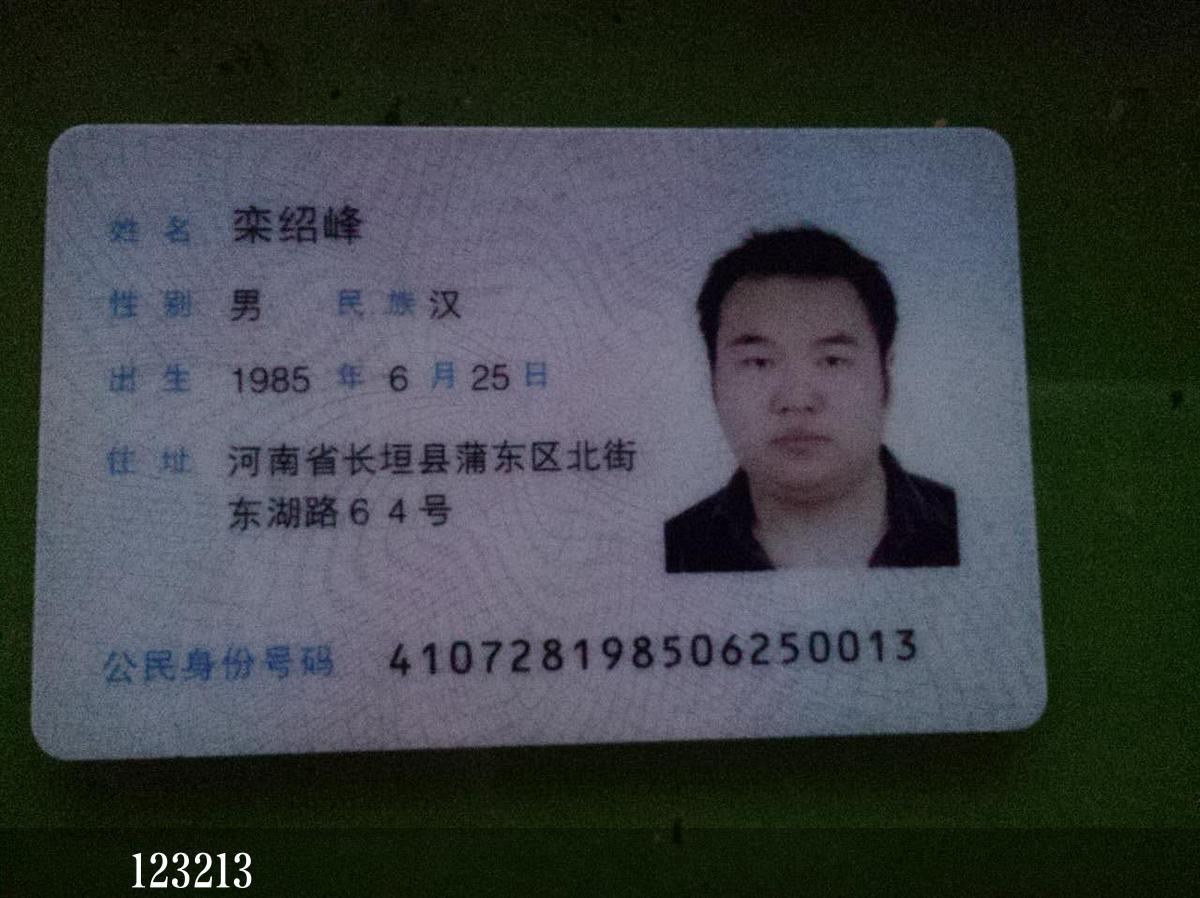 姓名 栾绍峰
性别 男 民族 汉
出生 1985 年 6 月 25 日
住址 河南省长垣县蒲东区北街
东湖路64号
公民身份号码 410728198506250013
123213